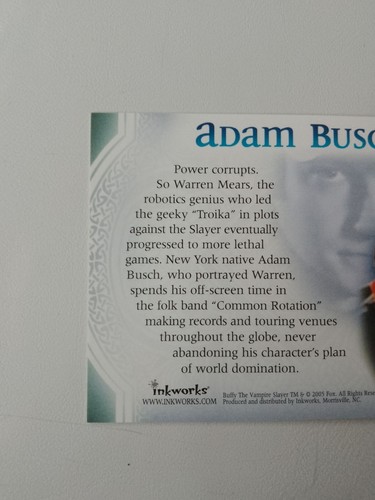 ADAM BUSC
Power corrupts.
So Warren Mears, the
robotics genius who led
the geeky "Troika" in plots
against the Slayer eventually
progressed to more lethal
games. New York native Adam
Busch, who portrayed Warren,
spends his off-screen time in
the folk band "Common Rotation"
making records and touring venues
throughout the globe, never
abandoning his character's plan
of world domination.
inkworks
WWW.INKWORKS.COM
Buffy The Vampire Slayer TM & © 2005 Fox. All Rights Rese
Produced and distributed by Inkworks, Morrisville, NC.